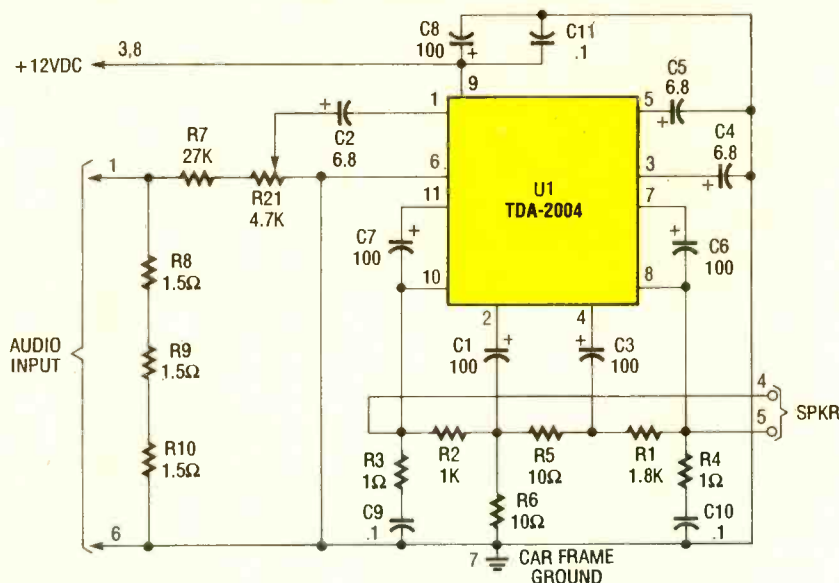 C8
100
+
C11
.1
+12VDC
3,8
9
1
+
C2
6.8
5
C5
6.8
+
C4
6.8
+
3
R7
27K
1
R21
4.7K
6
U1
TDA-2004
7
11
+
C7
100
10
+
C6
100
8
R8
1.5Ω
AUDIO
INPUT
R9
1.5Ω
R10
1.5Ω
2
4
C1
100
+
+
C3
100
4
5
SPKR
R3
1Ω
R2
1K
R5
10Ω
R1
1.8K
R4
1Ω
R6
10Ω
C9
.1
C10
.1
6
7
CAR FRAME
GROUND